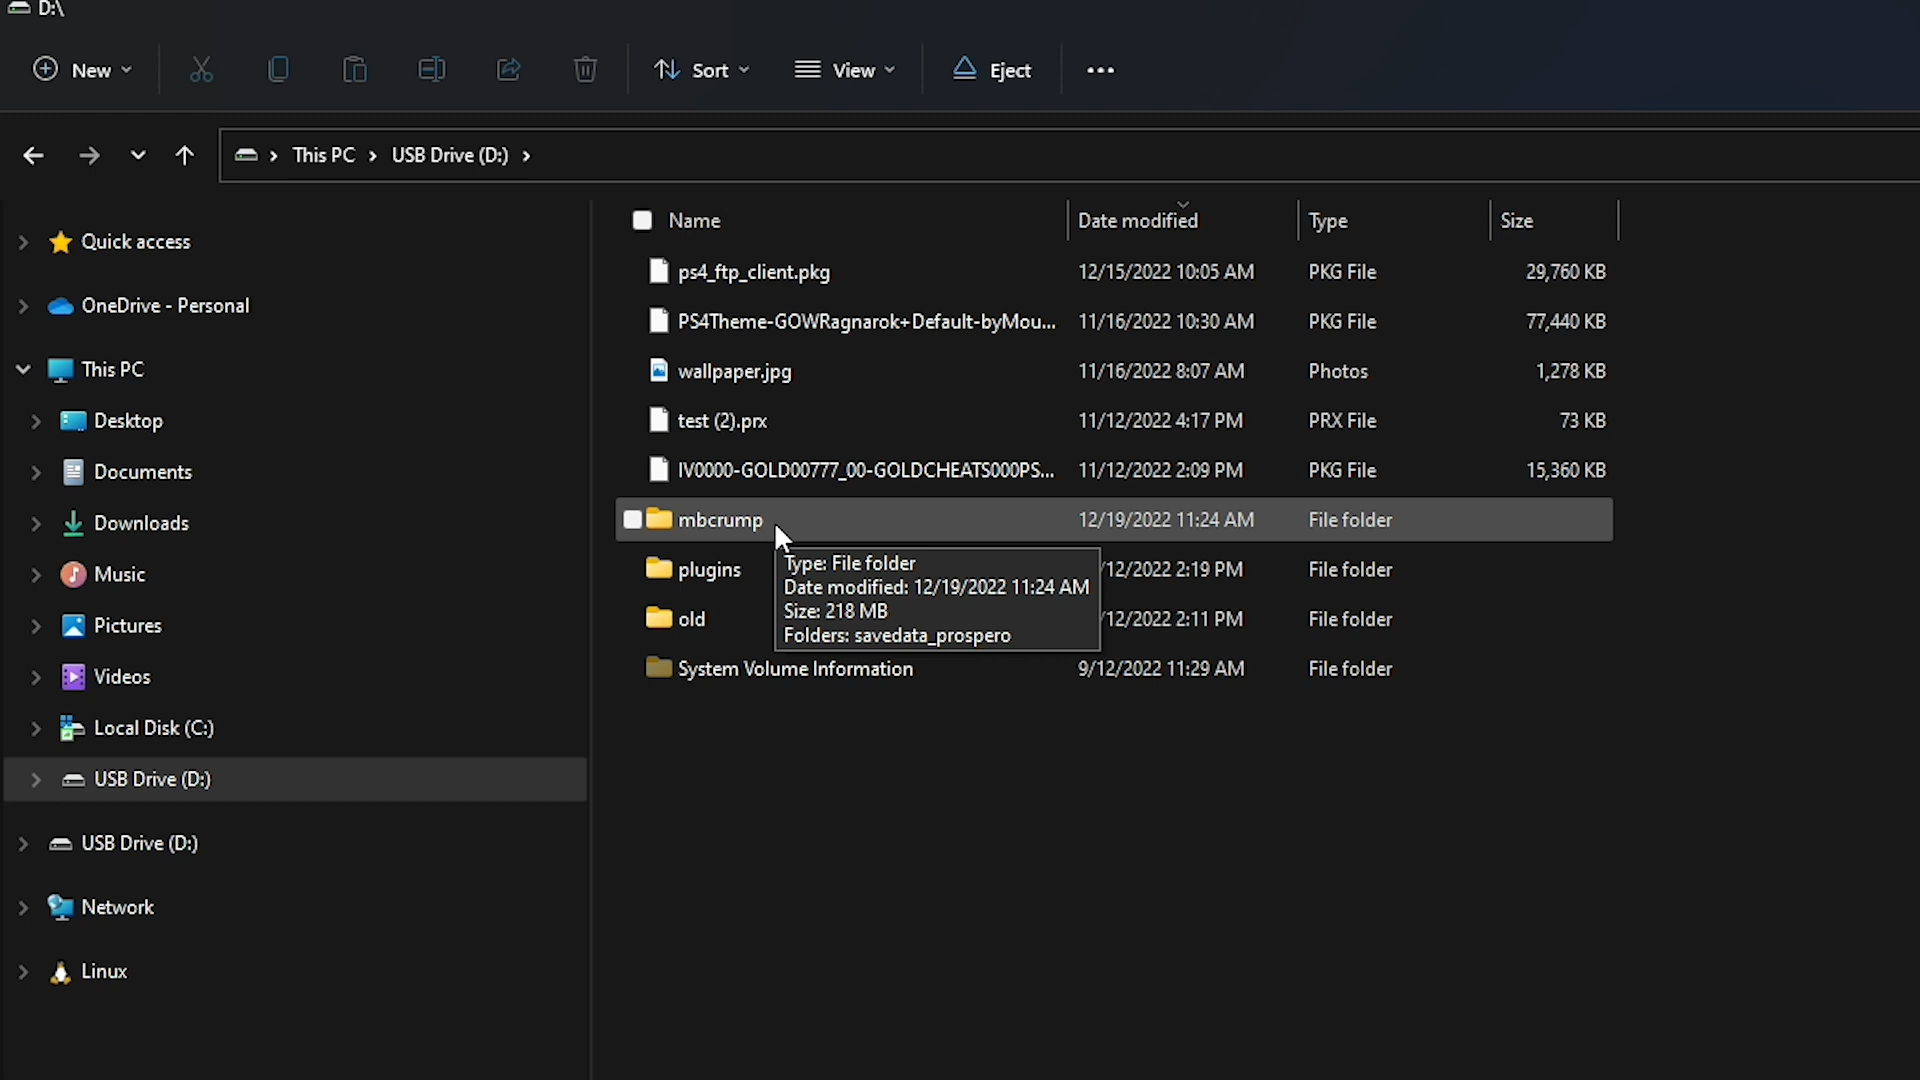 D:\
New
Sort
View
Eject
This PC > USB Drive (D:) >
Name Date modified Type Size
Quick access
OneDrive - Personal
This PC
Desktop
Documents
Downloads
Music
Pictures
Videos
Local Disk (C:)
USB Drive (D:)
USB Drive (D:)
Network
Linux
ps4_ftp_client.pkg 12/15/2022 10:05 AM PKG File 29,760 KB
PS4Theme-GOWRagnarok+Default-byMou... 11/16/2022 10:30 AM PKG File 77,440 KB
wallpaper.jpg 11/16/2022 8:07 AM Photos 1,278 KB
test (2).prx 11/12/2022 4:17 PM PRX File 73 KB
IV0000-GOLD00777_00-GOLDCHEATS000PS... 11/12/2022 2:09 PM PKG File 15,360 KB
mbcrump 12/19/2022 11:24 AM File folder
plugins /12/2022 2:19 PM File folder
old /12/2022 2:11 PM File folder
System Volume Information 9/12/2022 11:29 AM File folder
Type: File folder
Date modified: 12/19/2022 11:24 AM
Size: 218 MB
Folders: savedata_prospero